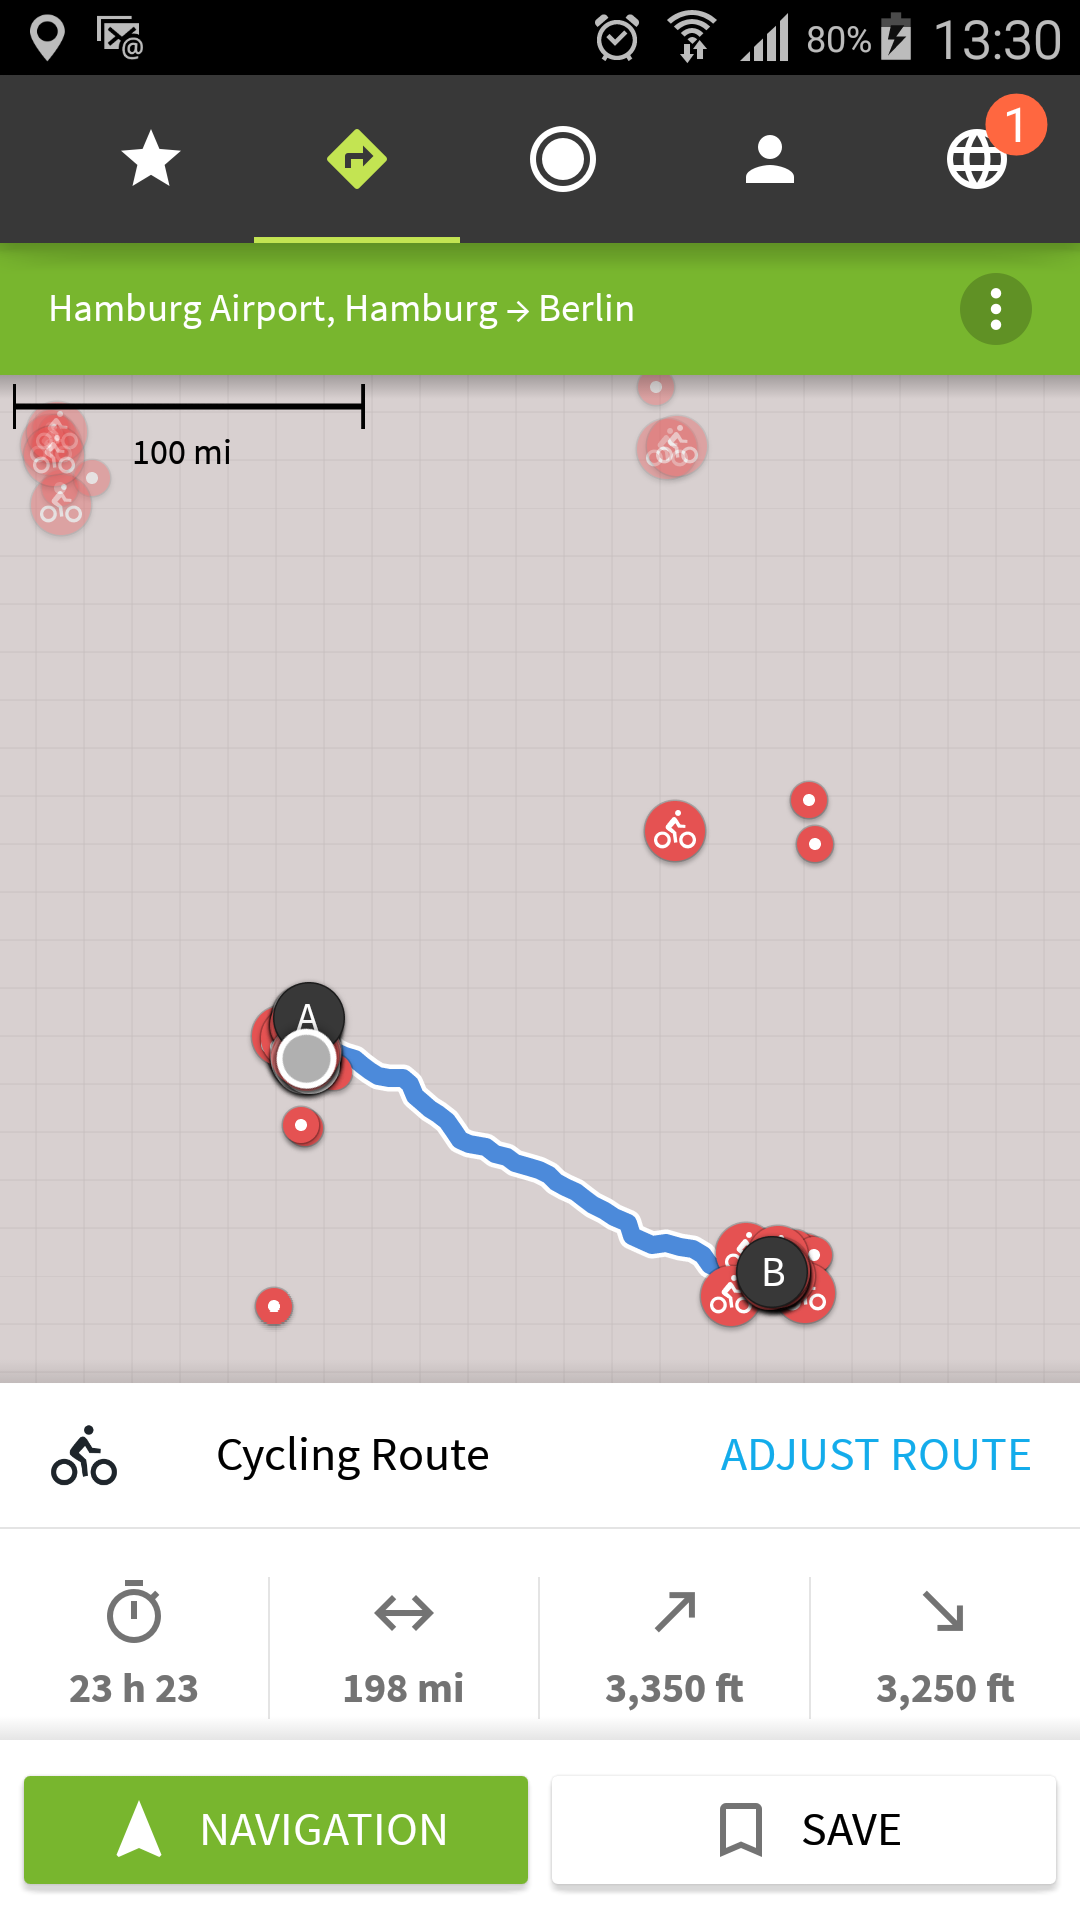 80% 13:30
1
Hamburg Airport, Hamburg → Berlin
100 mi
A
B
Cycling Route ADJUST ROUTE
23 h 23 198 mi 3,350 ft 3,250 ft
NAVIGATION SAVE